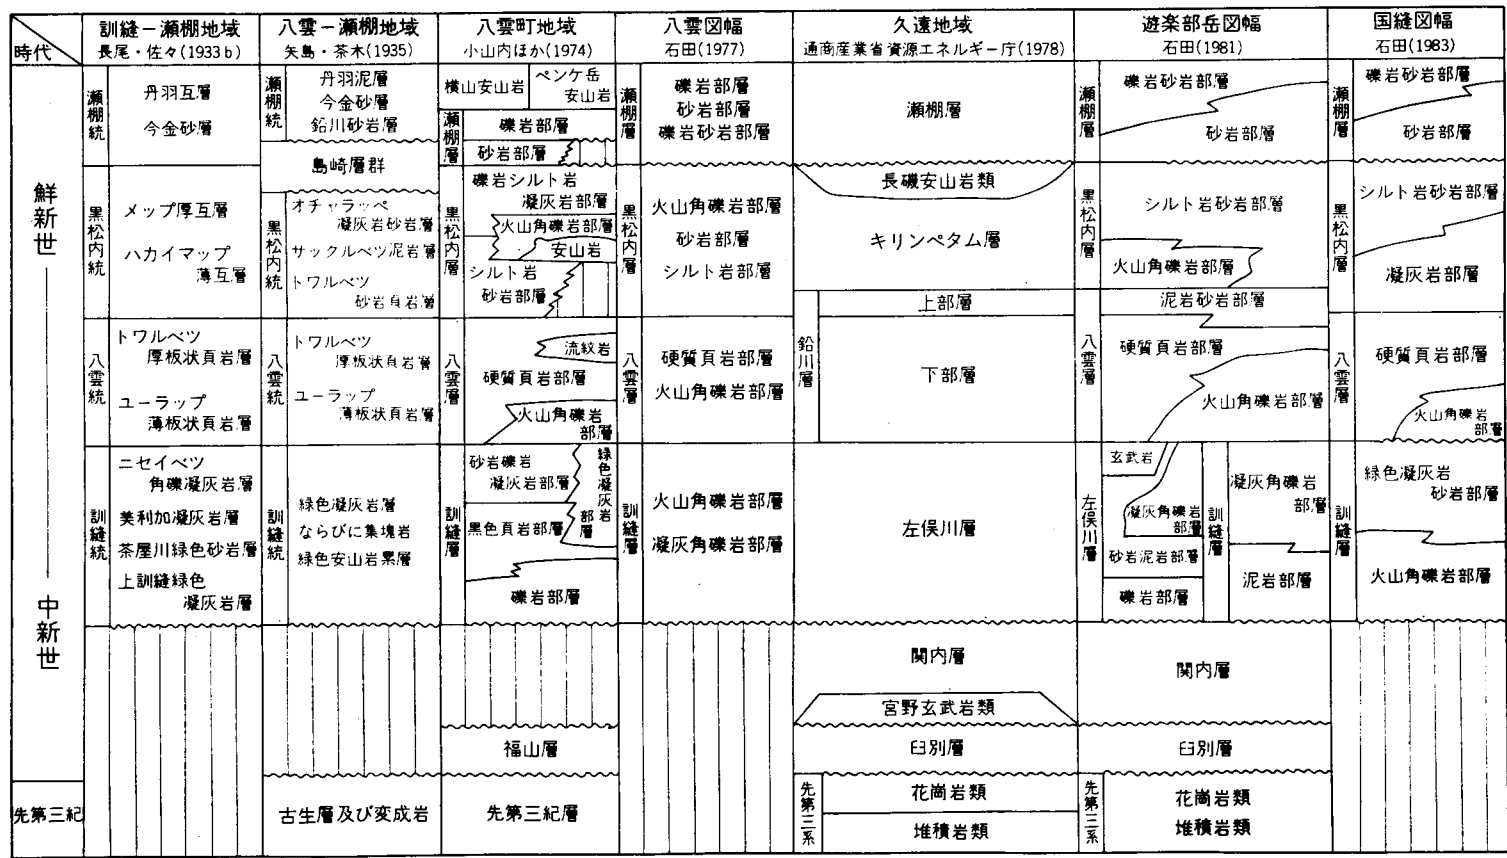 時代
訓縫－瀬棚地域
長尾・佐々(1933b)
八雲－瀬棚地域
矢島・茶木(1935)
八雲町地域
小山内ほか(1974)
八雲図幅
石田(1977)
久遠地域
通商産業省資源エネルギー庁(1978)
遊楽部岳図幅
石田(1981)
国縫図幅
石田(1983)
鮮新世
中新世
先第三紀
瀬棚統
丹羽互層
今金砂層
黒松内統
メップ厚互層
ハカイマップ
薄互層
八雲統
トワルベツ
厚板状頁岩層
ユーラップ
薄板状頁岩層
訓縫統
ニセイベツ
角礫凝灰岩層
美利加凝灰岩層
茶屋川緑色砂岩層
上訓縫緑色
凝灰岩層
瀬棚統
丹羽泥層
今金砂層
鉛川砂岩層
島崎層群
黒松内統
オチャラッペ
凝灰岩砂岩層
サックルベツ泥岩層
トワルベツ
砂岩頁岩層
八雲統
トワルベツ
厚板状頁岩層
ユーラップ
薄板状頁岩層
訓縫統
緑色凝灰岩層
ならびに集塊岩
緑色安山岩累層
古生層及び変成岩
横山安山岩
ペンケ岳
安山岩
瀬棚層
礫岩部層
砂岩部層
黒松内層
礫岩シルト岩
凝灰岩部層
火山角礫岩部層
安山岩
シルト岩
砂岩部層
八雲層
流紋岩
硬質頁岩部層
火山角礫岩
部層
訓縫層
砂岩礫岩
凝灰岩部層
緑色凝灰岩
部層
黒色頁岩部層
礫岩部層
福山層
先第三紀層
瀬棚層
礫岩部層
砂岩部層
礫岩砂岩部層
黒松内層
火山角礫岩部層
砂岩部層
シルト岩部層
八雲層
硬質頁岩部層
火山角礫岩部層
訓縫層
火山角礫岩部層
凝灰角礫岩部層
瀬棚層
長磯安山岩類
キリンペタム層
鉛川層
上部層
下部層
左俣川層
関内層
宮野玄武岩類
臼別層
先第三系
花崗岩類
堆積岩類
瀬棚層
礫岩砂岩部層
砂岩部層
黒松内層
シルト岩砂岩部層
火山角礫岩部層
八雲層
泥岩砂岩部層
硬質頁岩部層
火山角礫岩部層
左俣川層
玄武岩
凝灰角礫岩
部層
砂岩泥岩部層
礫岩部層
訓縫層
凝灰角礫岩
部層
泥岩部層
関内層
臼別層
先第三系
花崗岩類
堆積岩類
瀬棚層
礫岩砂岩部層
砂岩部層
黒松内層
シルト岩砂岩部層
凝灰岩部層
八雲層
硬質頁岩部層
火山角礫岩
部層
訓縫層
緑色凝灰岩
砂岩部層
火山角礫岩部層